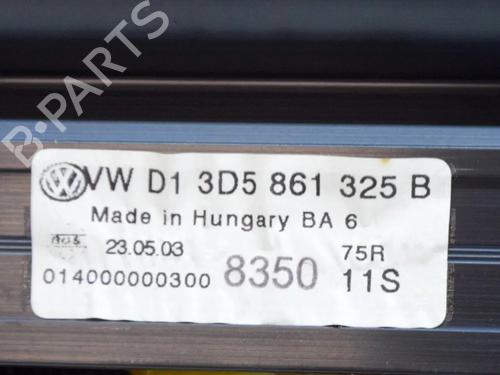 B-PARTS
VW D1 3D5 861 325 B
Made in Hungary BA 6
23.05.03 8350 75R
014000000300 11S